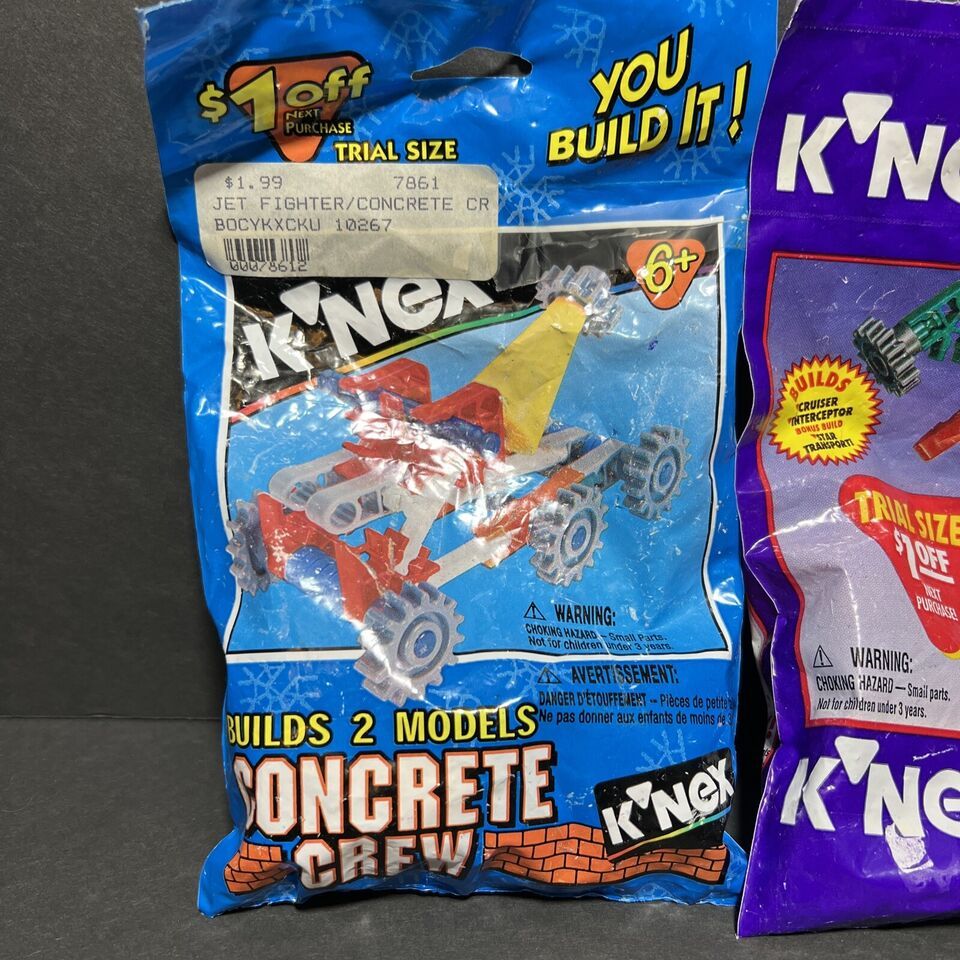 $1 off
NEXT
PURCHASE
TRIAL SIZE
YOU
BUILD IT!
$1.99 7861
JET FIGHTER/CONCRETE CR
BOCYKXCKU 10267
00078612
K'NEX
6+
WARNING:
CHOKING HAZARD — Small Parts.
Not for children under 3 years.
AVERTISSEMENT:
DANGER D'ÉTOUFFEMENT -- Pièces de petite
Ne pas donner aux enfants de moins de 3
BUILDS 2 MODELS
CONCRETE
CREW
K'NEX
K'NE
BUILDS
CRUISER
INTERCEPTOR
BONUS BUILD
STAR
TRANSPORT!
TRIAL SIZE
$1 OFF
NEXT
PURCHASE
WARNING:
CHOKING HAZARD — Small parts.
Not for children under 3 years.
K'NE